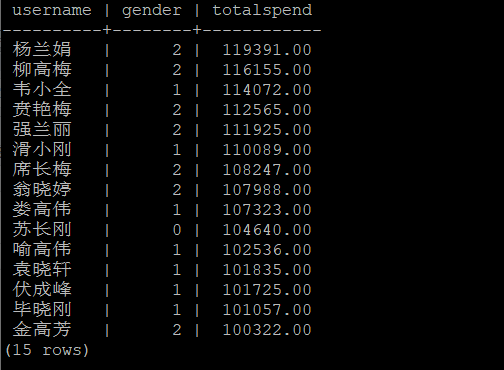 username | gender | totalspend
----------+--------+------------
杨兰娟 | 2 | 119391.00
柳高梅 | 2 | 116155.00
韦小全 | 1 | 114072.00
贲艳梅 | 2 | 112565.00
强兰丽 | 2 | 111925.00
滑小刚 | 1 | 110089.00
席长梅 | 2 | 108247.00
翁晓婷 | 2 | 107988.00
娄高伟 | 1 | 107323.00
苏长刚 | 0 | 104640.00
喻高伟 | 1 | 102536.00
袁晓轩 | 1 | 101835.00
伏成峰 | 1 | 101725.00
毕晓刚 | 1 | 101057.00
金高芳 | 2 | 100322.00
(15 rows)